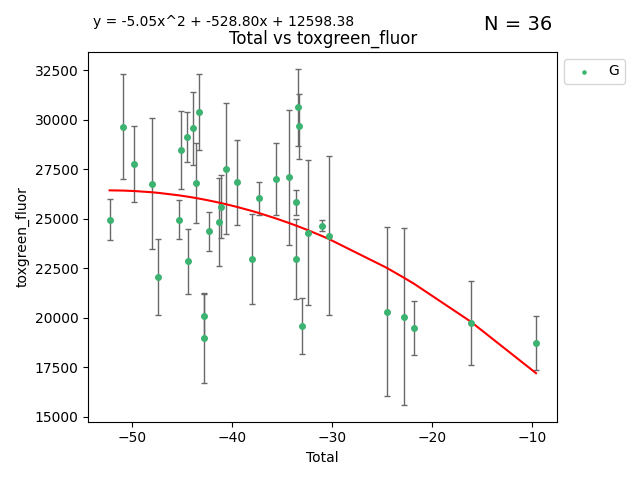 y = -5.05x^2 + -528.80x + 12598.38
N = 36
Total vs toxgreen_fluor
G
32500
30000
27500
25000
22500
20000
17500
15000
toxgreen_fluor
−50
−40
−30
−20
−10
Total